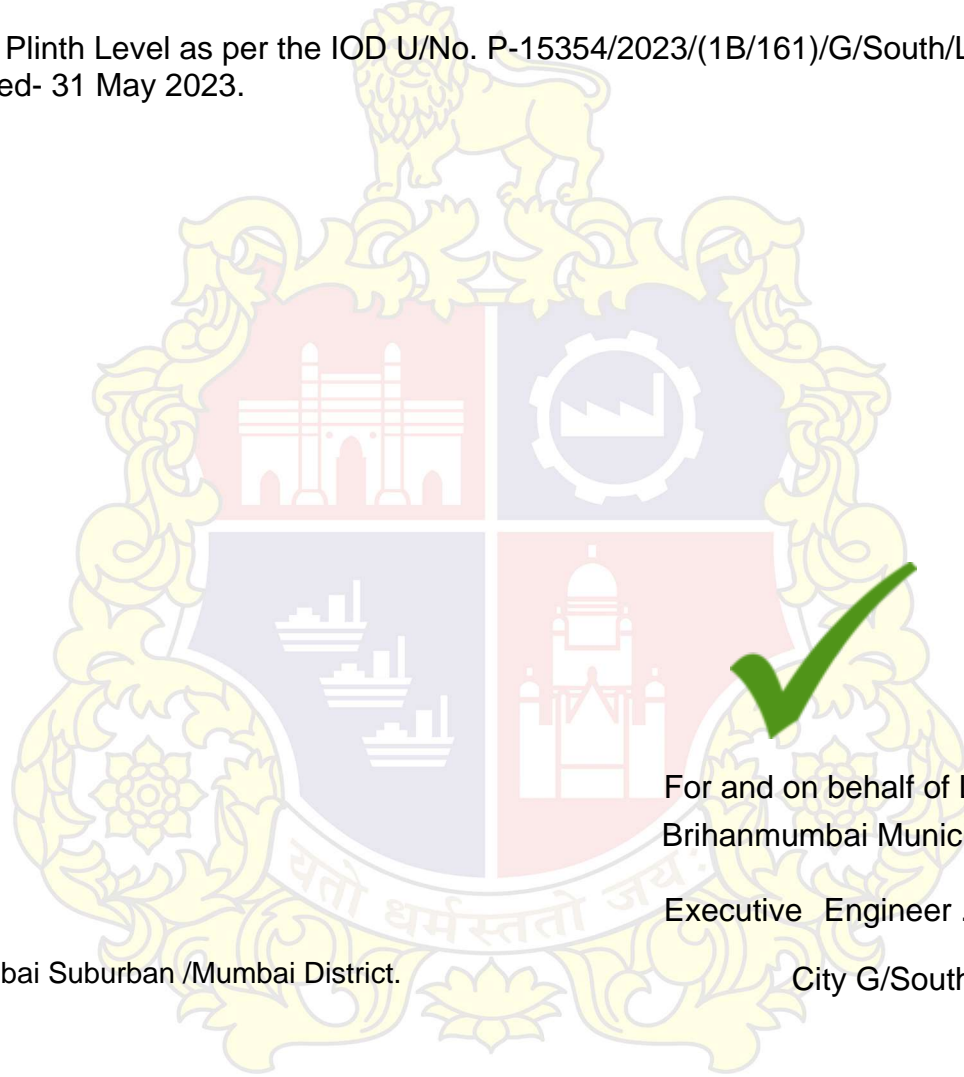 Plinth Level as per the IOD U/No. P-15354/2023/(1B/161)/G/South/L
ed- 31 May 2023.
For and on behalf of
Brihanmumbai Munic
Executive Engineer .
bai Suburban /Mumbai District.
City G/South
यतो धर्मस्ततो जय: